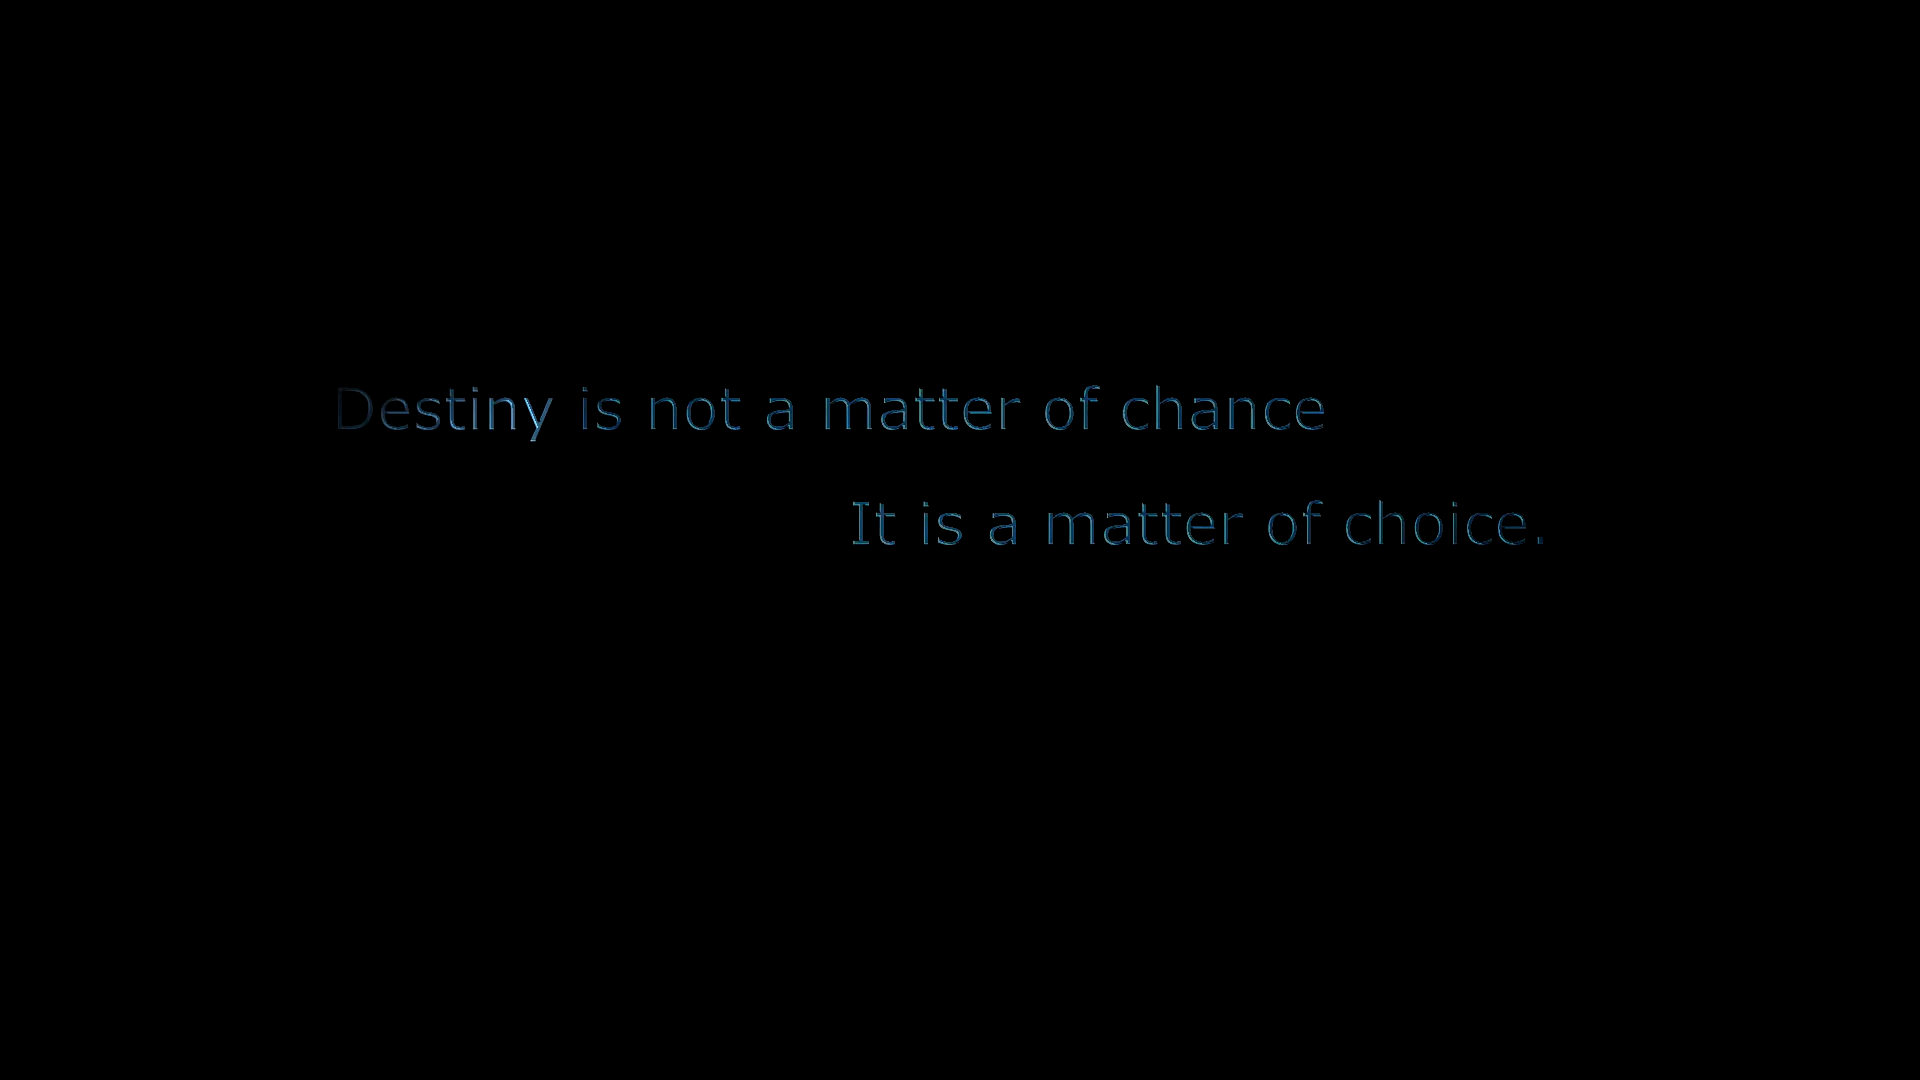 Destiny is not a matter of chance
It is a matter of choice.